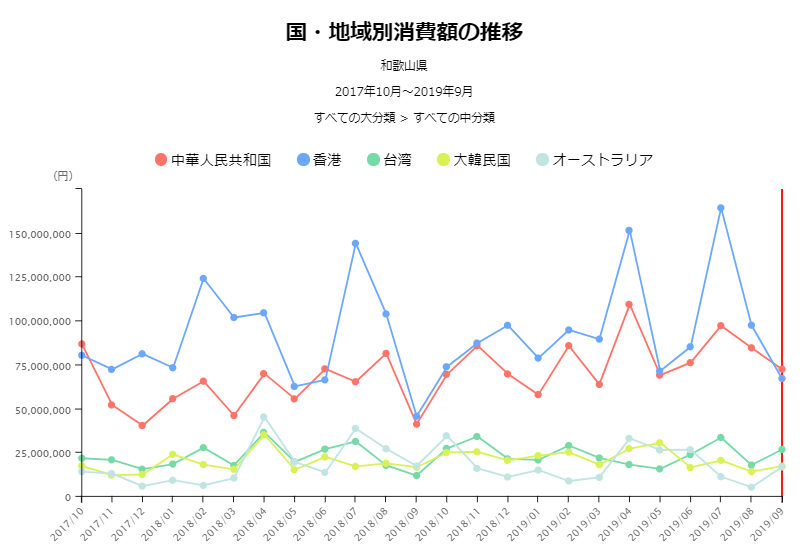 国・地域別消費額の推移
和歌山県
2017年10月～2019年9月
すべての大分類 > すべての中分類
中華人民共和国 香港 台湾 大韓民国 オーストラリア
(円)
150,000,000
125,000,000
100,000,000
75,000,000
50,000,000
25,000,000
0
2017/10 2017/11 2017/12 2018/01 2018/02 2018/03 2018/04 2018/05 2018/06 2018/07 2018/08 2018/09 2018/10 2018/11 2018/12 2019/01 2019/02 2019/03 2019/04 2019/05 2019/06 2019/07 2019/08 2019/09